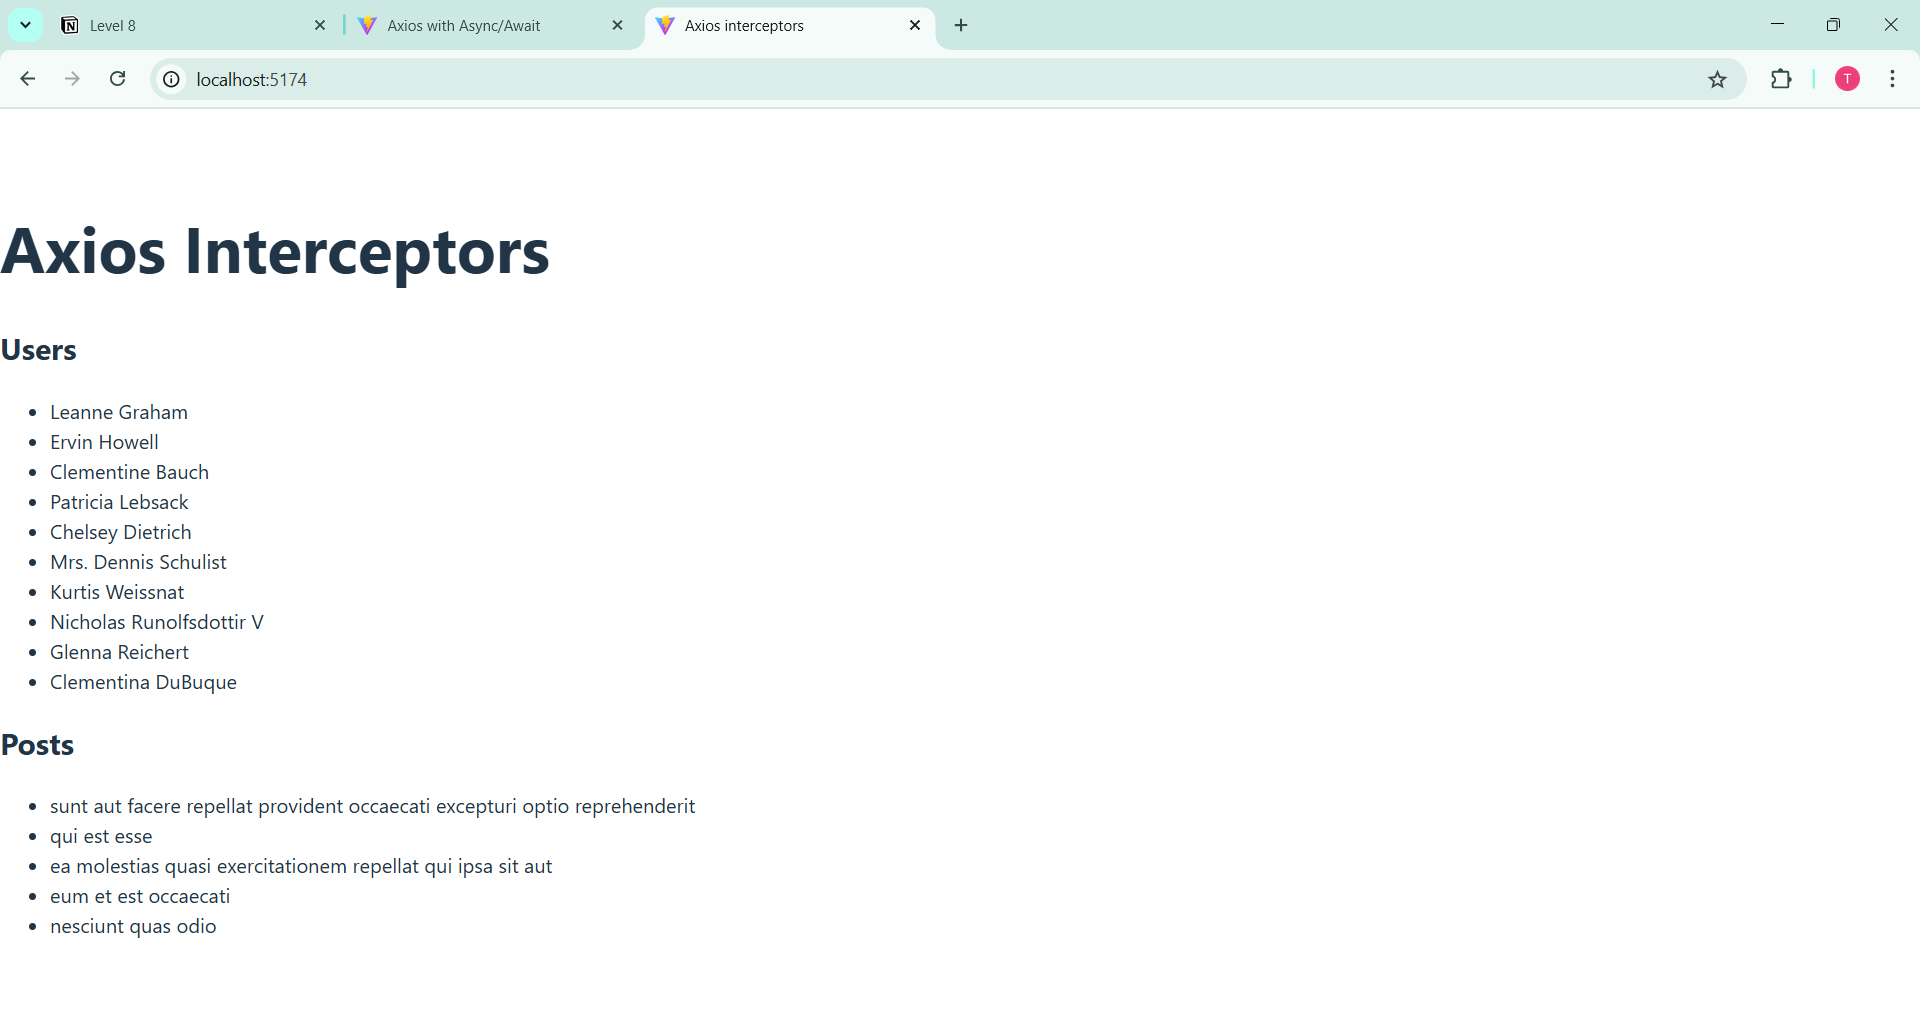 Level 8
Axios with Async/Await
Axios interceptors
localhost:5174
T
Axios Interceptors
Users
Leanne Graham
Ervin Howell
Clementine Bauch
Patricia Lebsack
Chelsey Dietrich
Mrs. Dennis Schulist
Kurtis Weissnat
Nicholas Runolfsdottir V
Glenna Reichert
Clementina DuBuque
Posts
sunt aut facere repellat provident occaecati excepturi optio reprehenderit
qui est esse
ea molestias quasi exercitationem repellat qui ipsa sit aut
eum et est occaecati
nesciunt quas odio